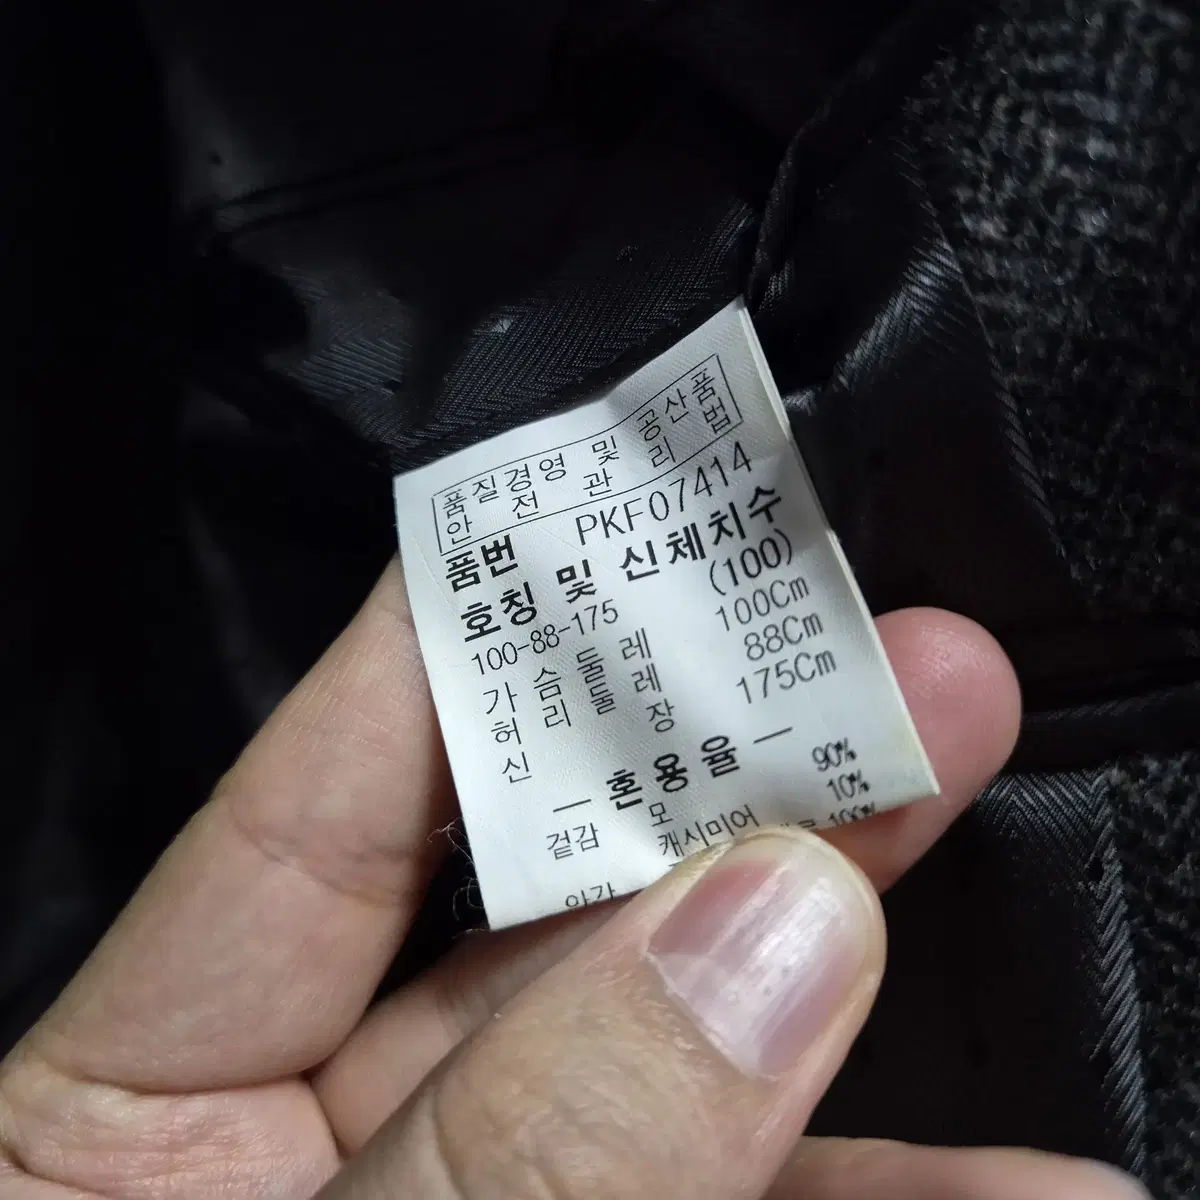 품질경영 및 공산품
안전관리법
품번 PKF07414
호칭 및 신체치수
100-88-175 (100)
가슴둘레 100Cm
허리둘레 88Cm
신장 175Cm
— 혼용율 —
겉감 모 90%
캐시미어 10%
100%